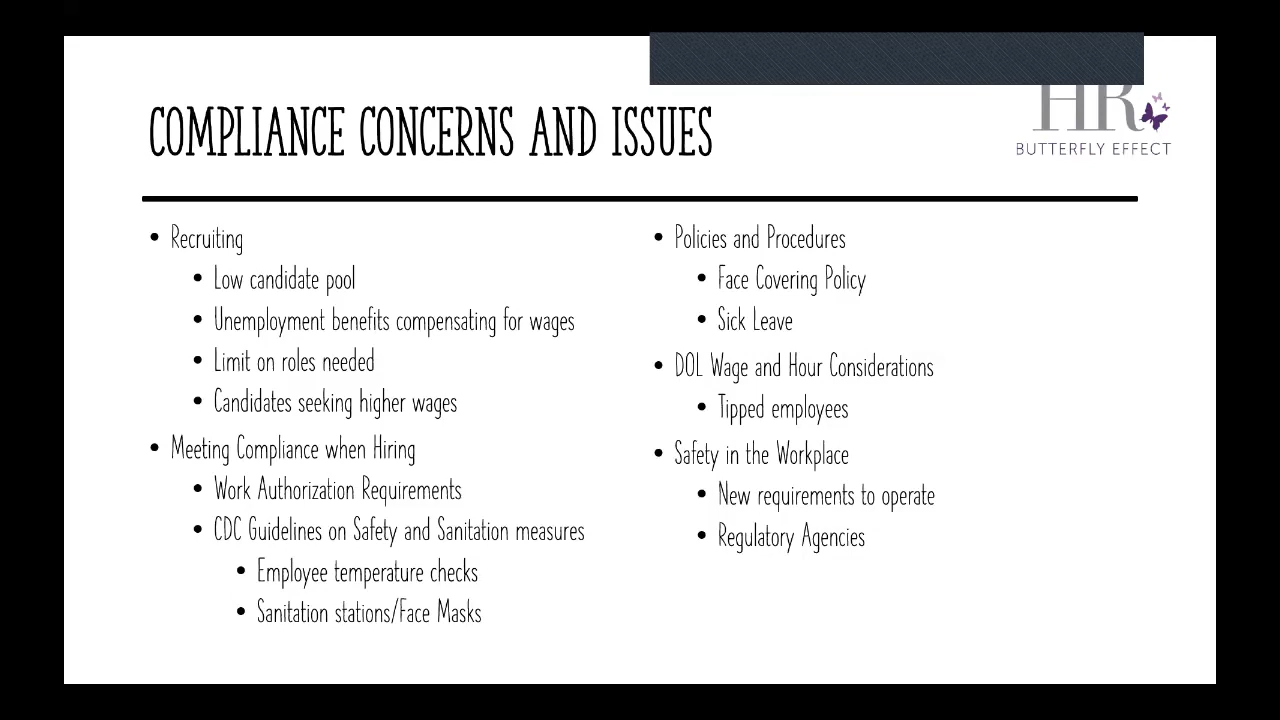 HR
BUTTERFLY EFFECT
COMPLIANCE CONCERNS AND ISSUES
• Recruiting
• Low candidate pool
• Unemployment benefits compensating for wages
• Limit on roles needed
• Candidates seeking higher wages
• Meeting Compliance when Hiring
• Work Authorization Requirements
• CDC Guidelines on Safety and Sanitation measures
• Employee temperature checks
• Sanitation stations/Face Masks
• Policies and Procedures
• Face Covering Policy
• Sick Leave
• DOL Wage and Hour Considerations
• Tipped employees
• Safety in the Workplace
• New requirements to operate
• Regulatory Agencies